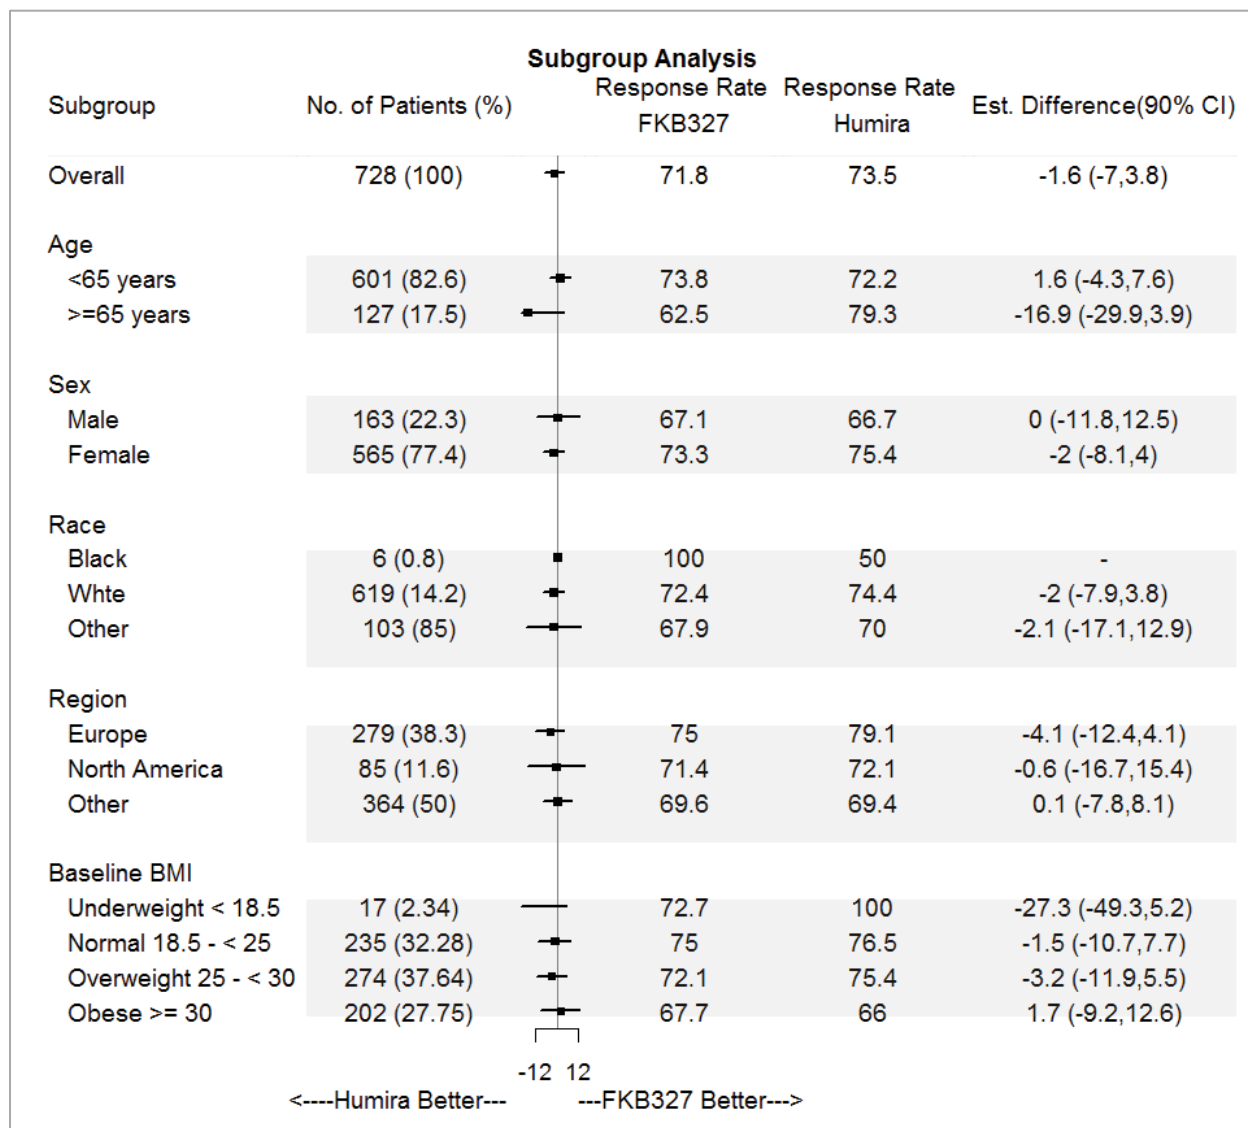 Subgroup Analysis
Subgroup No. of Patients (%) Response Rate FKB327 Response Rate Humira Est. Difference(90% CI)
Overall 728 (100) 71.8 73.5 -1.6 (-7,3.8)
Age
<65 years 601 (82.6) 73.8 72.2 1.6 (-4.3,7.6)
>=65 years 127 (17.5) 62.5 79.3 -16.9 (-29.9,3.9)
Sex
Male 163 (22.3) 67.1 66.7 0 (-11.8,12.5)
Female 565 (77.4) 73.3 75.4 -2 (-8.1,4)
Race
Black 6 (0.8) 100 50 -
Whte 619 (14.2) 72.4 74.4 -2 (-7.9,3.8)
Other 103 (85) 67.9 70 -2.1 (-17.1,12.9)
Region
Europe 279 (38.3) 75 79.1 -4.1 (-12.4,4.1)
North America 85 (11.6) 71.4 72.1 -0.6 (-16.7,15.4)
Other 364 (50) 69.6 69.4 0.1 (-7.8,8.1)
Baseline BMI
Underweight < 18.5 17 (2.34) 72.7 100 -27.3 (-49.3,5.2)
Normal 18.5 - < 25 235 (32.28) 75 76.5 -1.5 (-10.7,7.7)
Overweight 25 - < 30 274 (37.64) 72.1 75.4 -3.2 (-11.9,5.5)
Obese >= 30 202 (27.75) 67.7 66 1.7 (-9.2,12.6)
-12 12
<----Humira Better--- ---FKB327 Better--->